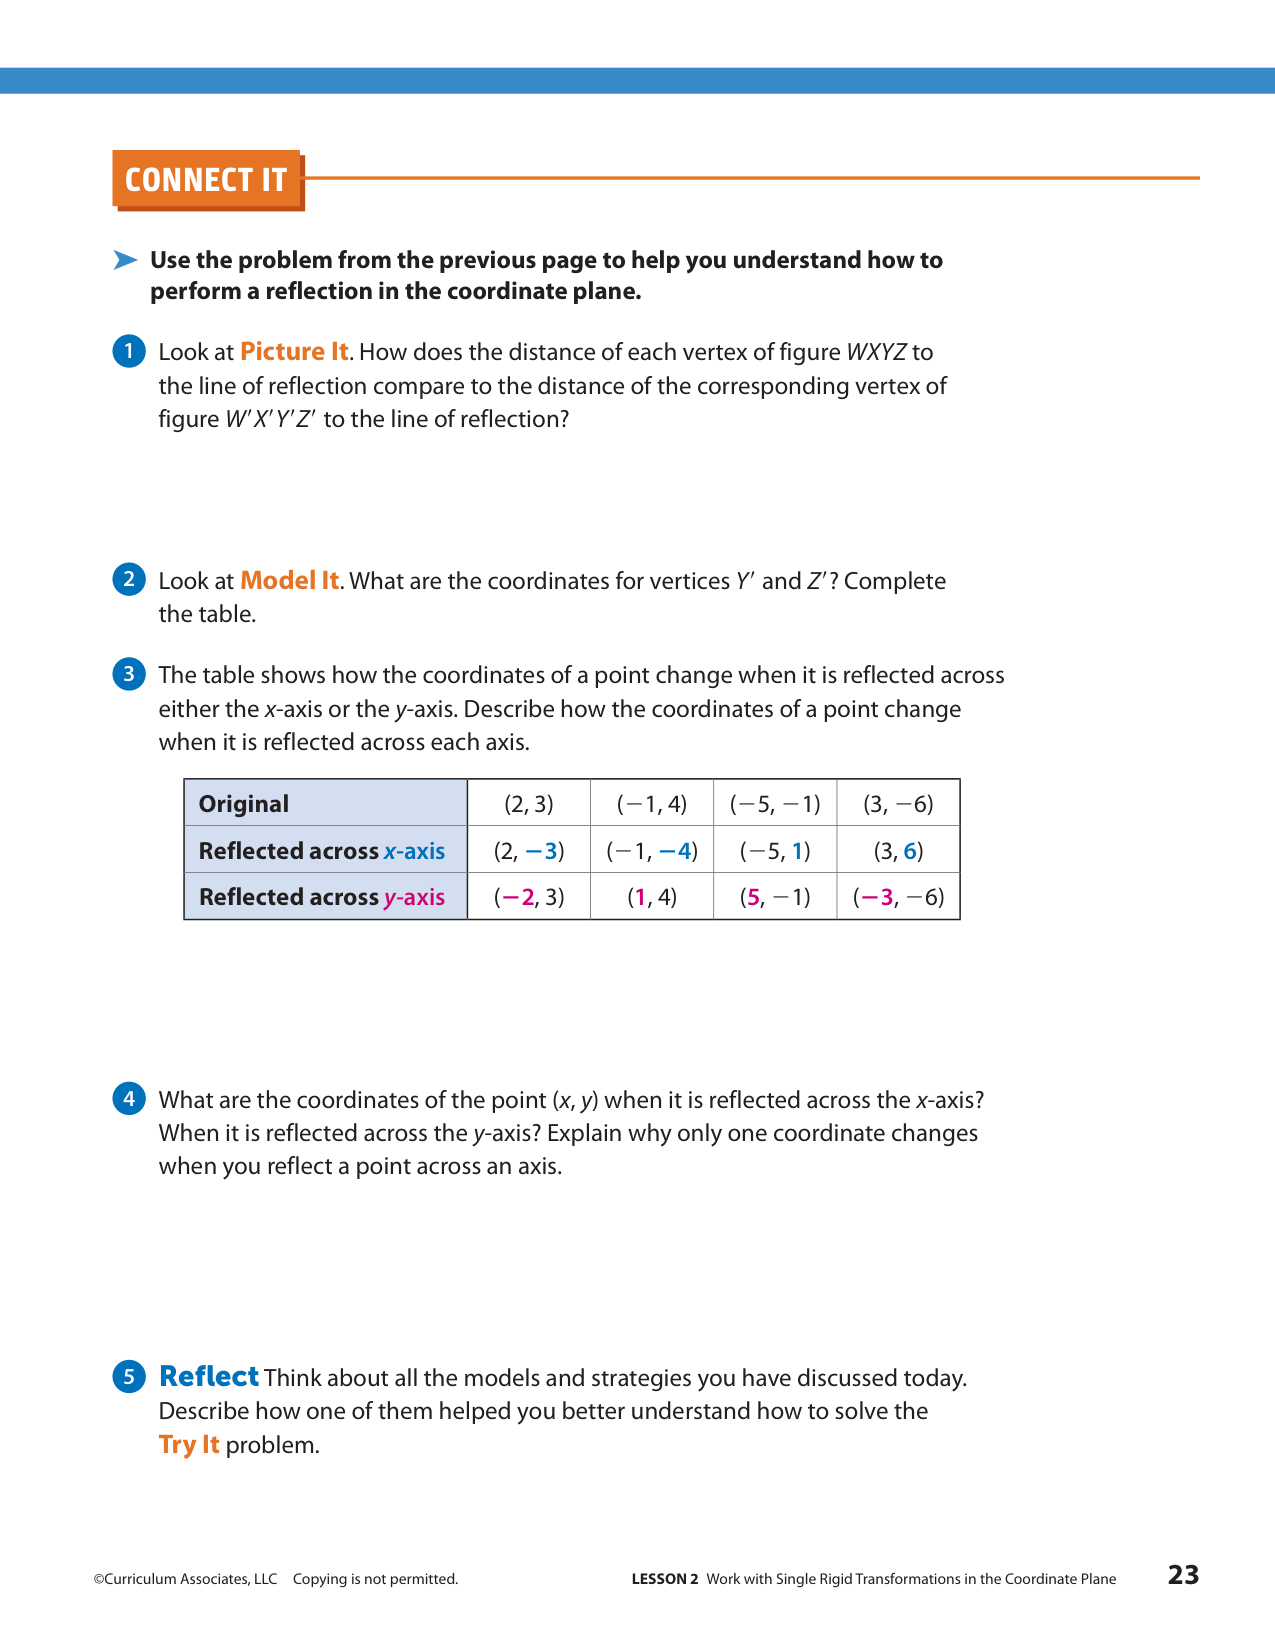 CONNECT IT
➤ Use the problem from the previous page to help you understand how to
perform a reflection in the coordinate plane.
1 Look at Picture It. How does the distance of each vertex of figure WXYZ to
the line of reflection compare to the distance of the corresponding vertex of
figure W′X′Y′Z′ to the line of reflection?
2 Look at Model It. What are the coordinates for vertices Y′ and Z′? Complete
the table.
3 The table shows how the coordinates of a point change when it is reflected across
either the x-axis or the y-axis. Describe how the coordinates of a point change
when it is reflected across each axis.
Original (2, 3) (−1, 4) (−5, −1) (3, −6)
Reflected across x-axis (2, −3) (−1, −4) (−5, 1) (3, 6)
Reflected across y-axis (−2, 3) (1, 4) (5, −1) (−3, −6)
4 What are the coordinates of the point (x, y) when it is reflected across the x-axis?
When it is reflected across the y-axis? Explain why only one coordinate changes
when you reflect a point across an axis.
5 Reflect Think about all the models and strategies you have discussed today.
Describe how one of them helped you better understand how to solve the
Try It problem.
©Curriculum Associates, LLC Copying is not permitted. LESSON 2 Work with Single Rigid Transformations in the Coordinate Plane 23